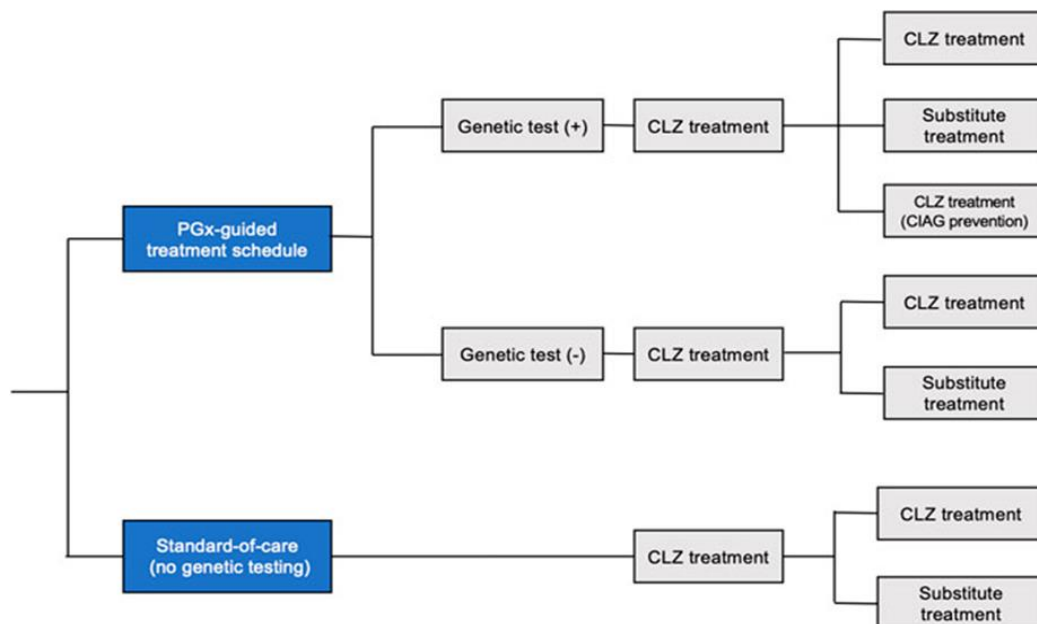 CLZ treatment
Genetic test (+)
CLZ treatment
Substitute
treatment
CLZ treatment
(CIAG prevention)
PGx-guided
treatment schedule
CLZ treatment
Genetic test (-)
CLZ treatment
Substitute
treatment
CLZ treatment
Standard-of-care
(no genetic testing)
CLZ treatment
Substitute
treatment